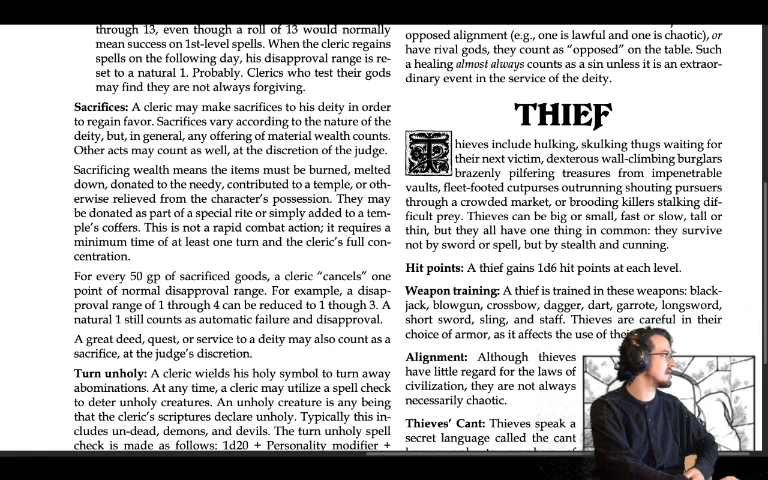 through 13, even though a roll of 13 would normally
mean success on 1st-level spells. When the cleric regains
spells on the following day, his disapproval range is re-
set to a natural 1. Probably. Clerics who test their gods
may find they are not always forgiving.
Sacrifices: A cleric may make sacrifices to his deity in order
to regain favor. Sacrifices vary according to the nature of the
deity, but, in general, any offering of material wealth counts.
Other acts may count as well, at the discretion of the judge.
Sacrificing wealth means the items must be burned, melted
down, donated to the needy, contributed to a temple, or oth-
erwise relieved from the character's possession. They may
be donated as part of a special rite or simply added to a tem-
ple's coffers. This is not a rapid combat action; it requires a
minimum time of at least one turn and the cleric's full con-
centration.
For every 50 gp of sacrificed goods, a cleric "cancels" one
point of normal disapproval range. For example, a disap-
proval range of 1 through 4 can be reduced to 1 though 3. A
natural 1 still counts as automatic failure and disapproval.
A great deed, quest, or service to a deity may also count as a
sacrifice, at the judge's discretion.
Turn unholy: A cleric wields his holy symbol to turn away
abominations. At any time, a cleric may utilize a spell check
to deter unholy creatures. An unholy creature is any being
that the cleric's scriptures declare unholy. Typically this in-
cludes un-dead, demons, and devils. The turn unholy spell
check is made as follows: 1d20 + Personality modifier +
opposed alignment (e.g., one is lawful and one is chaotic), or
have rival gods, they count as "opposed" on the table. Such
a healing almost always counts as a sin unless it is an extraor-
dinary event in the service of the deity.
THIEF
Thieves include hulking, skulking thugs waiting for
their next victim, dexterous wall-climbing burglars
brazenly pilfering treasures from impenetrable
vaults, fleet-footed cutpurses outrunning shouting pursuers
through a crowded market, or brooding killers stalking dif-
ficult prey. Thieves can be big or small, fast or slow, tall or
thin, but they all have one thing in common: they survive
not by sword or spell, but by stealth and cunning.
Hit points: A thief gains 1d6 hit points at each level.
Weapon training: A thief is trained in these weapons: black-
jack, blowgun, crossbow, dagger, dart, garrote, longsword,
short sword, sling, and staff. Thieves are careful in their
choice of armor, as it affects the use of
Alignment: Although thieves
have little regard for the laws of
civilization, they are not always
necessarily chaotic.
Thieves' Cant: Thieves speak a
secret language called the cant